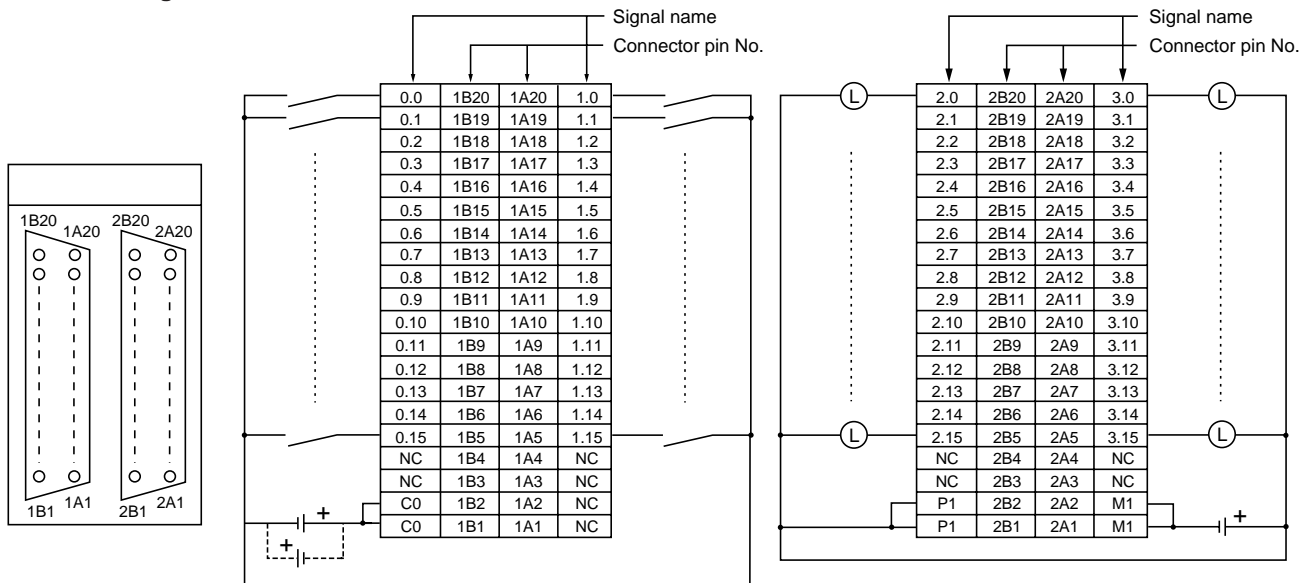 Signal name
Connector pin No.
0.0 1B20 1A20 1.0
0.1 1B19 1A19 1.1
0.2 1B18 1A18 1.2
0.3 1B17 1A17 1.3
0.4 1B16 1A16 1.4
0.5 1B15 1A15 1.5
0.6 1B14 1A14 1.6
0.7 1B13 1A13 1.7
0.8 1B12 1A12 1.8
0.9 1B11 1A11 1.9
0.10 1B10 1A10 1.10
0.11 1B9 1A9 1.11
0.12 1B8 1A8 1.12
0.13 1B7 1A7 1.13
0.14 1B6 1A6 1.14
0.15 1B5 1A5 1.15
NC 1B4 1A4 NC
NC 1B3 1A3 NC
C0 1B2 1A2 NC
C0 1B1 1A1 NC
+
+
1B20 1A20 2B20 2A20
1B1 1A1 2B1 2A1
Signal name
Connector pin No.
L 2.0 2B20 2A20 3.0 L
2.1 2B19 2A19 3.1
2.2 2B18 2A18 3.2
2.3 2B17 2A17 3.3
2.4 2B16 2A16 3.4
2.5 2B15 2A15 3.5
2.6 2B14 2A14 3.6
2.7 2B13 2A13 3.7
2.8 2B12 2A12 3.8
2.9 2B11 2A11 3.9
2.10 2B10 2A10 3.10
2.11 2B9 2A9 3.11
2.12 2B8 2A8 3.12
2.13 2B7 2A7 3.13
2.14 2B6 2A6 3.14
L 2.15 2B5 2A5 3.15 L
NC 2B4 2A4 NC
NC 2B3 2A3 NC
P1 2B2 2A2 M1
P1 2B1 2A1 M1
+